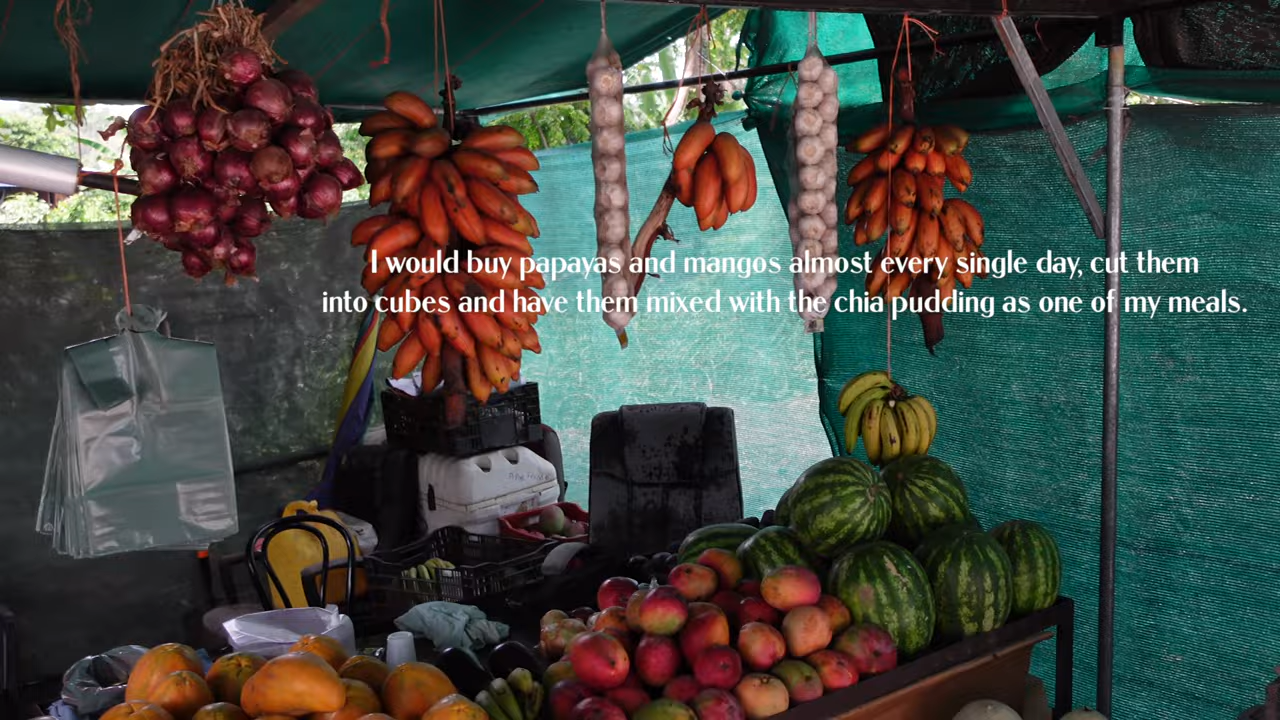 I would buy papayas and mangos almost every single day, cut them
into cubes and have them mixed with the chia pudding as one of my meals.